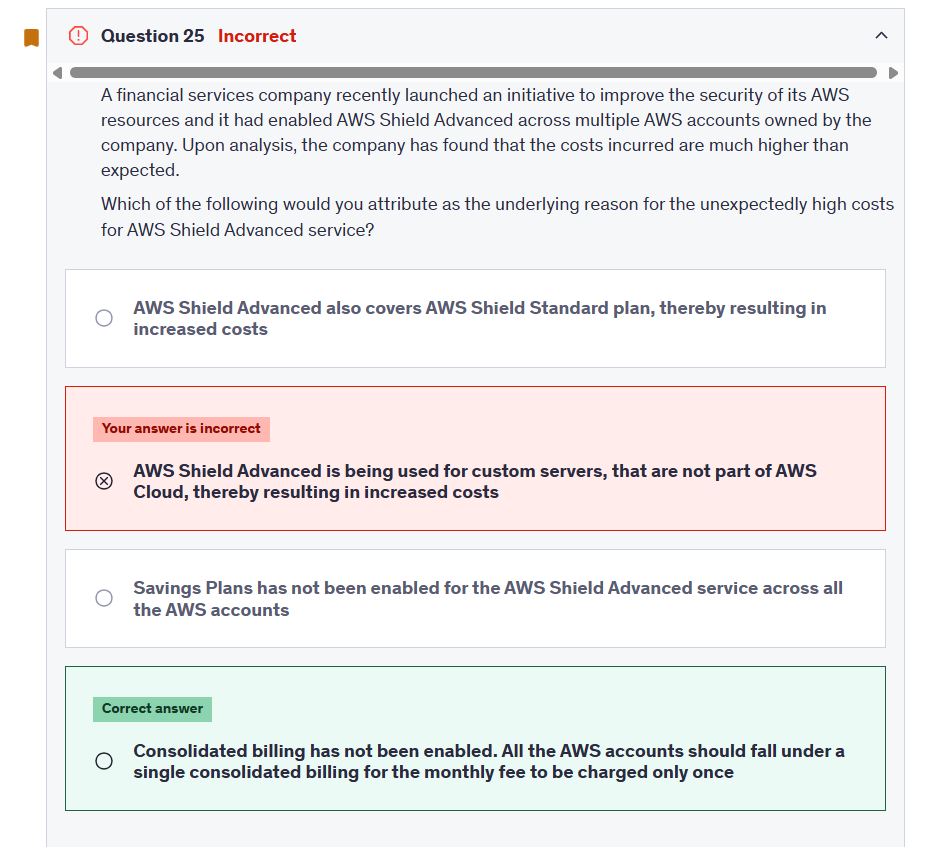 Question 25 Incorrect
A financial services company recently launched an initiative to improve the security of its AWS
resources and it had enabled AWS Shield Advanced across multiple AWS accounts owned by the
company. Upon analysis, the company has found that the costs incurred are much higher than
expected.
Which of the following would you attribute as the underlying reason for the unexpectedly high costs
for AWS Shield Advanced service?
AWS Shield Advanced also covers AWS Shield Standard plan, thereby resulting in
increased costs
Your answer is incorrect
AWS Shield Advanced is being used for custom servers, that are not part of AWS
Cloud, thereby resulting in increased costs
Savings Plans has not been enabled for the AWS Shield Advanced service across all
the AWS accounts
Correct answer
Consolidated billing has not been enabled. All the AWS accounts should fall under a
single consolidated billing for the monthly fee to be charged only once